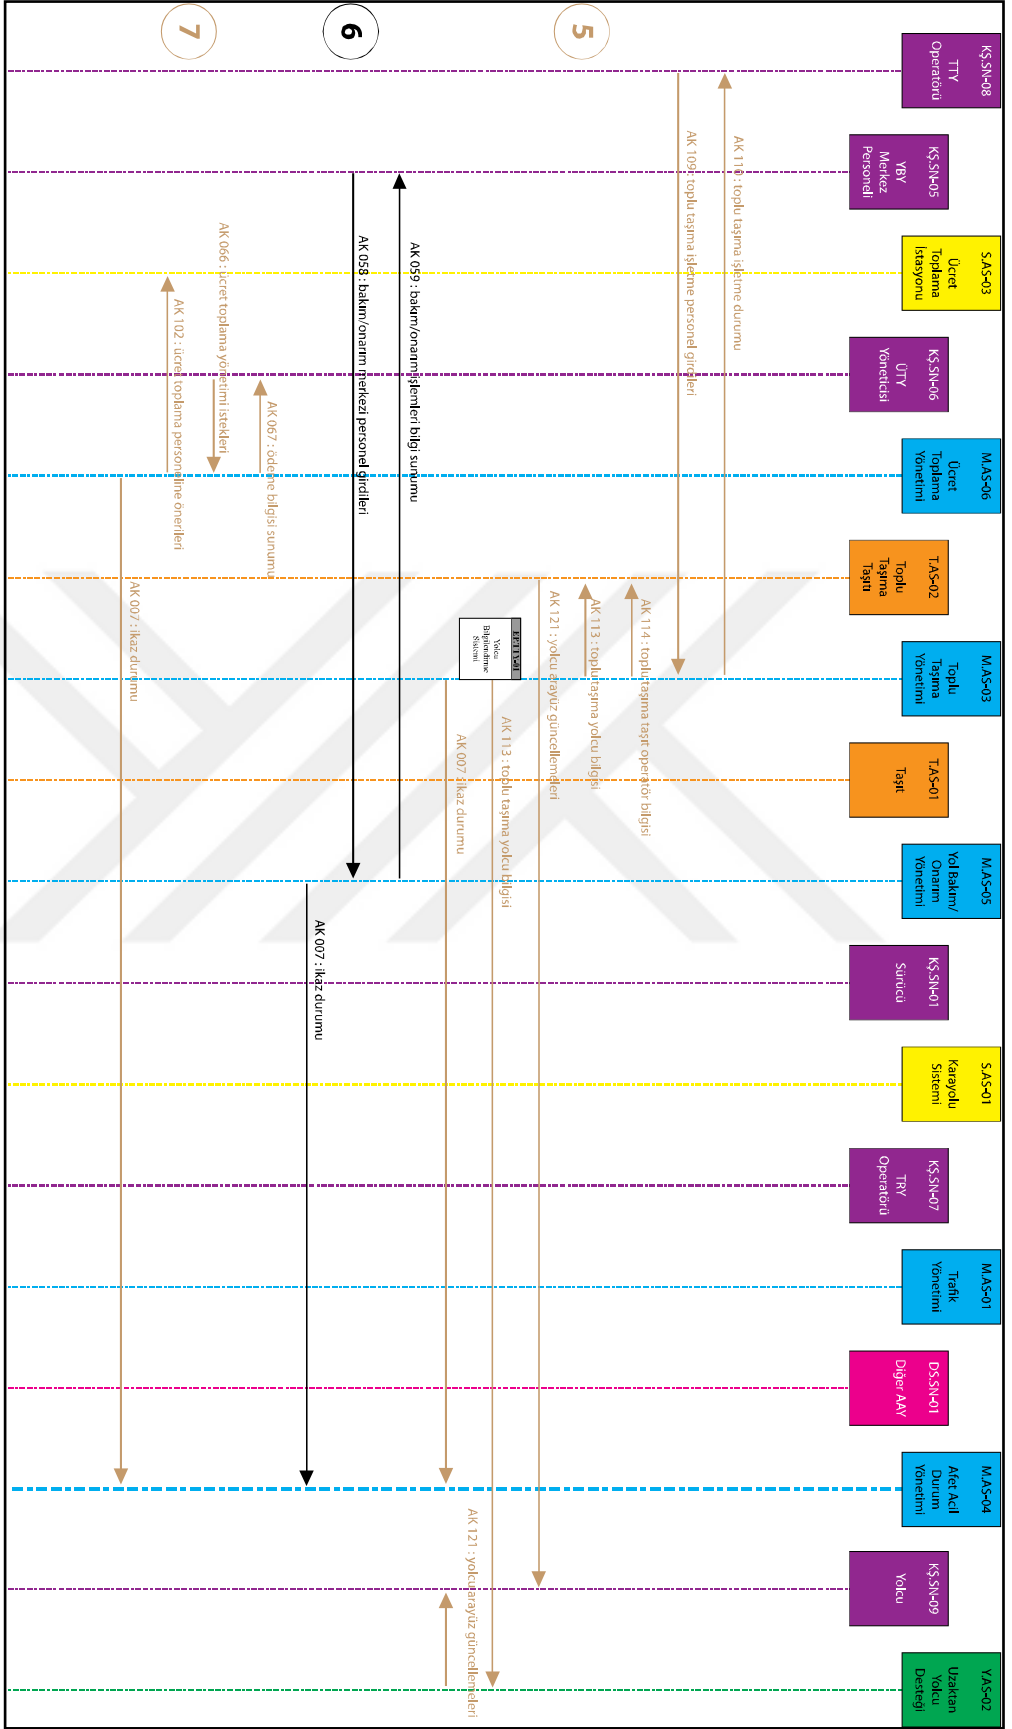 KŞ.SN-08
TTY
Operatörü
KŞ.SN-05
YBY
Merkez
Personeli
S.AS-03
Ücret
Toplama
İstasyonu
KŞ.SN-06
ÜTY
Yöneticisi
M.AS-06
Ücret
Toplama
Yönetimi
T.AS-02
Toplu
Taşıma
Taşıtı
M.AS-03
Toplu
Taşıma
Yönetimi
T.AS-01
Taşıt
M.AS-05
Yol Bakım/
Onarım
Yönetimi
KŞ.SN-01
Sürücü
S.AS-01
Karayolu
Sistemi
KŞ.SN-07
TRY
Operatörü
M.AS-01
Trafik
Yönetimi
DS.SN-01
Diğer AAY
M.AS-04
Afet Acil
Durum
Yönetimi
KŞ.SN-09
Yolcu
Y.AS-02
Uzaktan
Yolcu
Desteği
5
AK 110 : toplu taşıma işletme durumu
AK 109 : toplu taşıma işletme personel girdileri
AK 114 : toplu taşıma taşıt operatör bilgisi
AK 113 : toplu taşıma yolcu bilgisi
AK 121 : yolcu arayüz güncellemeleri
EP.TTY-01
Yolcu
Bilgilendirme
Sistemi
AK 113 : toplu taşıma yolcu bilgisi
AK 007 : ikaz durumu
AK 121 : yolcu arayüz güncellemeleri
6
AK 059 : bakım/onarım işlemleri bilgi sunumu
AK 058 : bakım/onarım merkezi personel girdileri
AK 007 : ikaz durumu
7
AK 067 : ödeme bilgisi sunumu
AK 066 : ücret toplama yönetimi istekleri
AK 102 : ücret toplama personeline önerileri
AK 007 : ikaz durumu